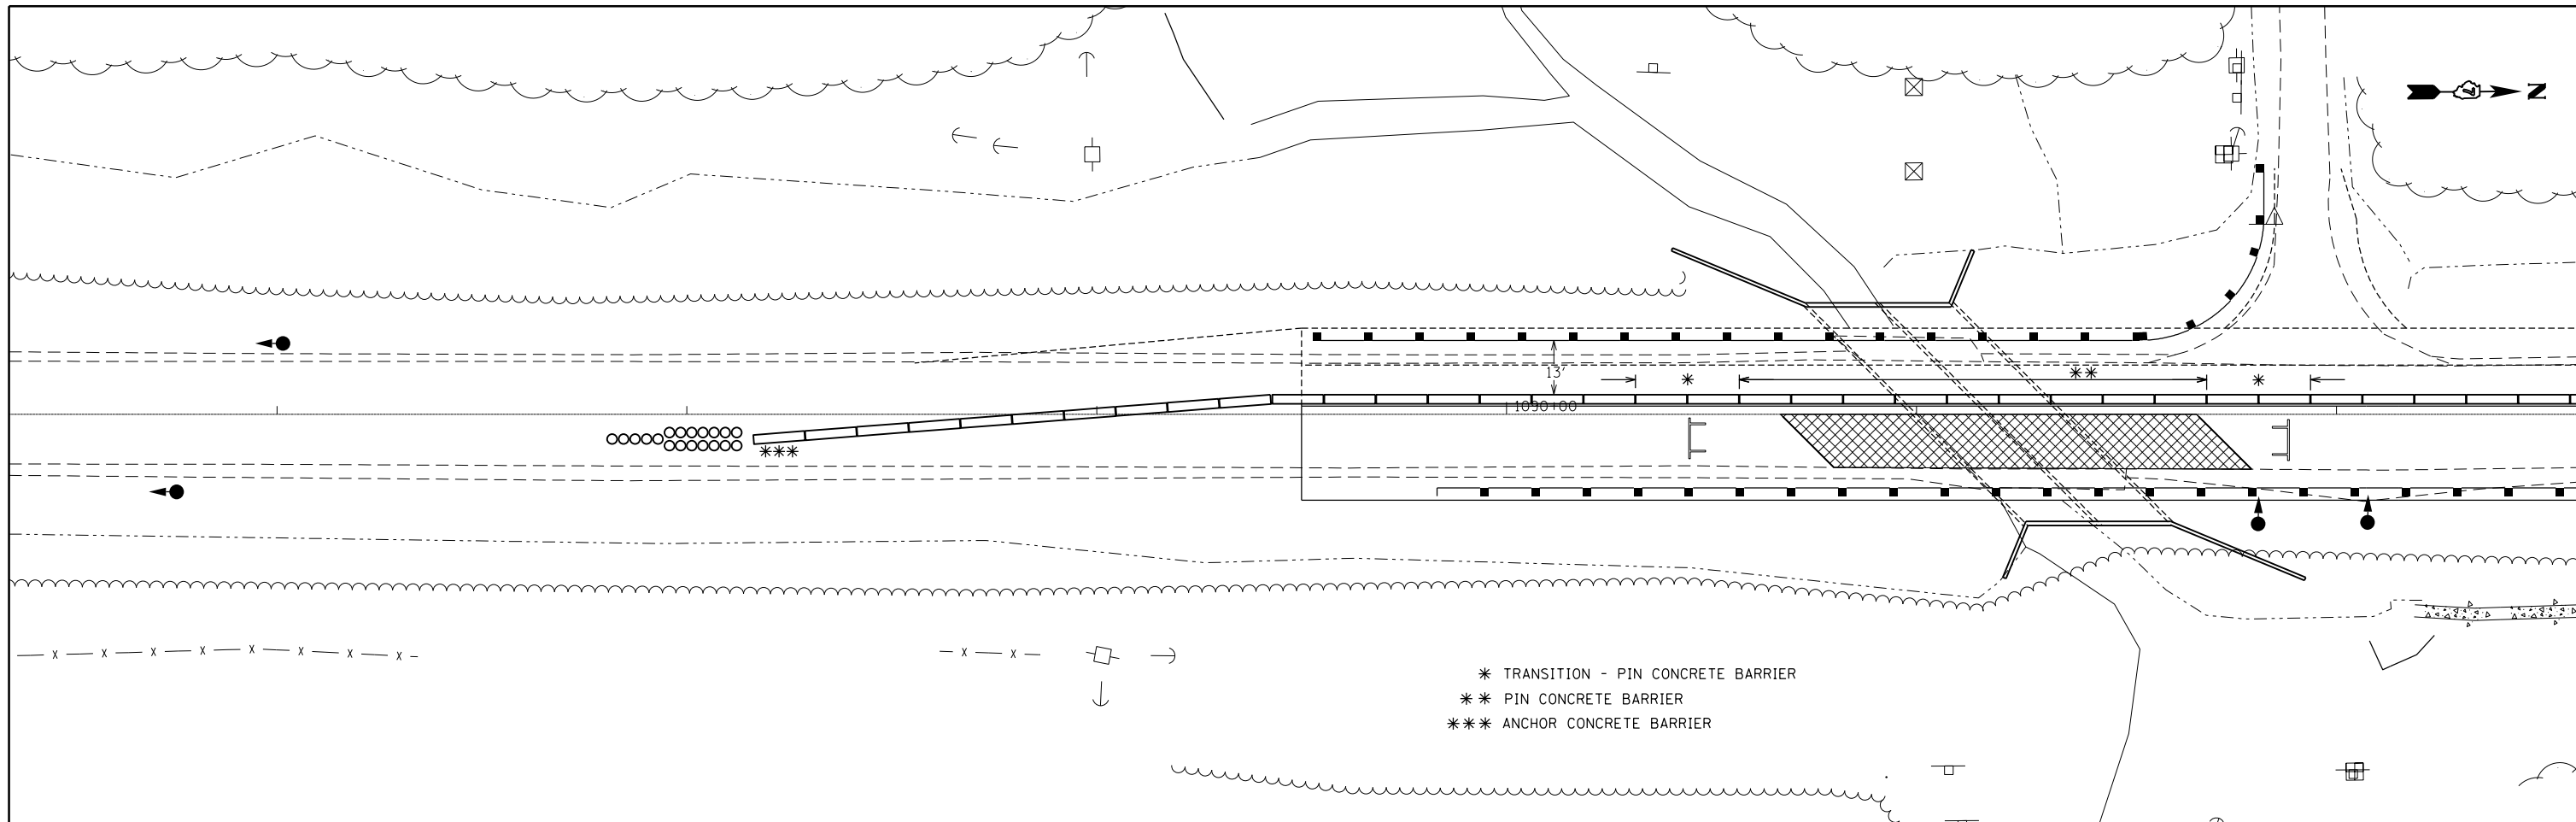 N
13'
✳
✳✳
✳
1090+00
✳✳✳
X X X X X X X X
X X
✳ TRANSITION - PIN CONCRETE BARRIER
✳✳ PIN CONCRETE BARRIER
✳✳✳ ANCHOR CONCRETE BARRIER